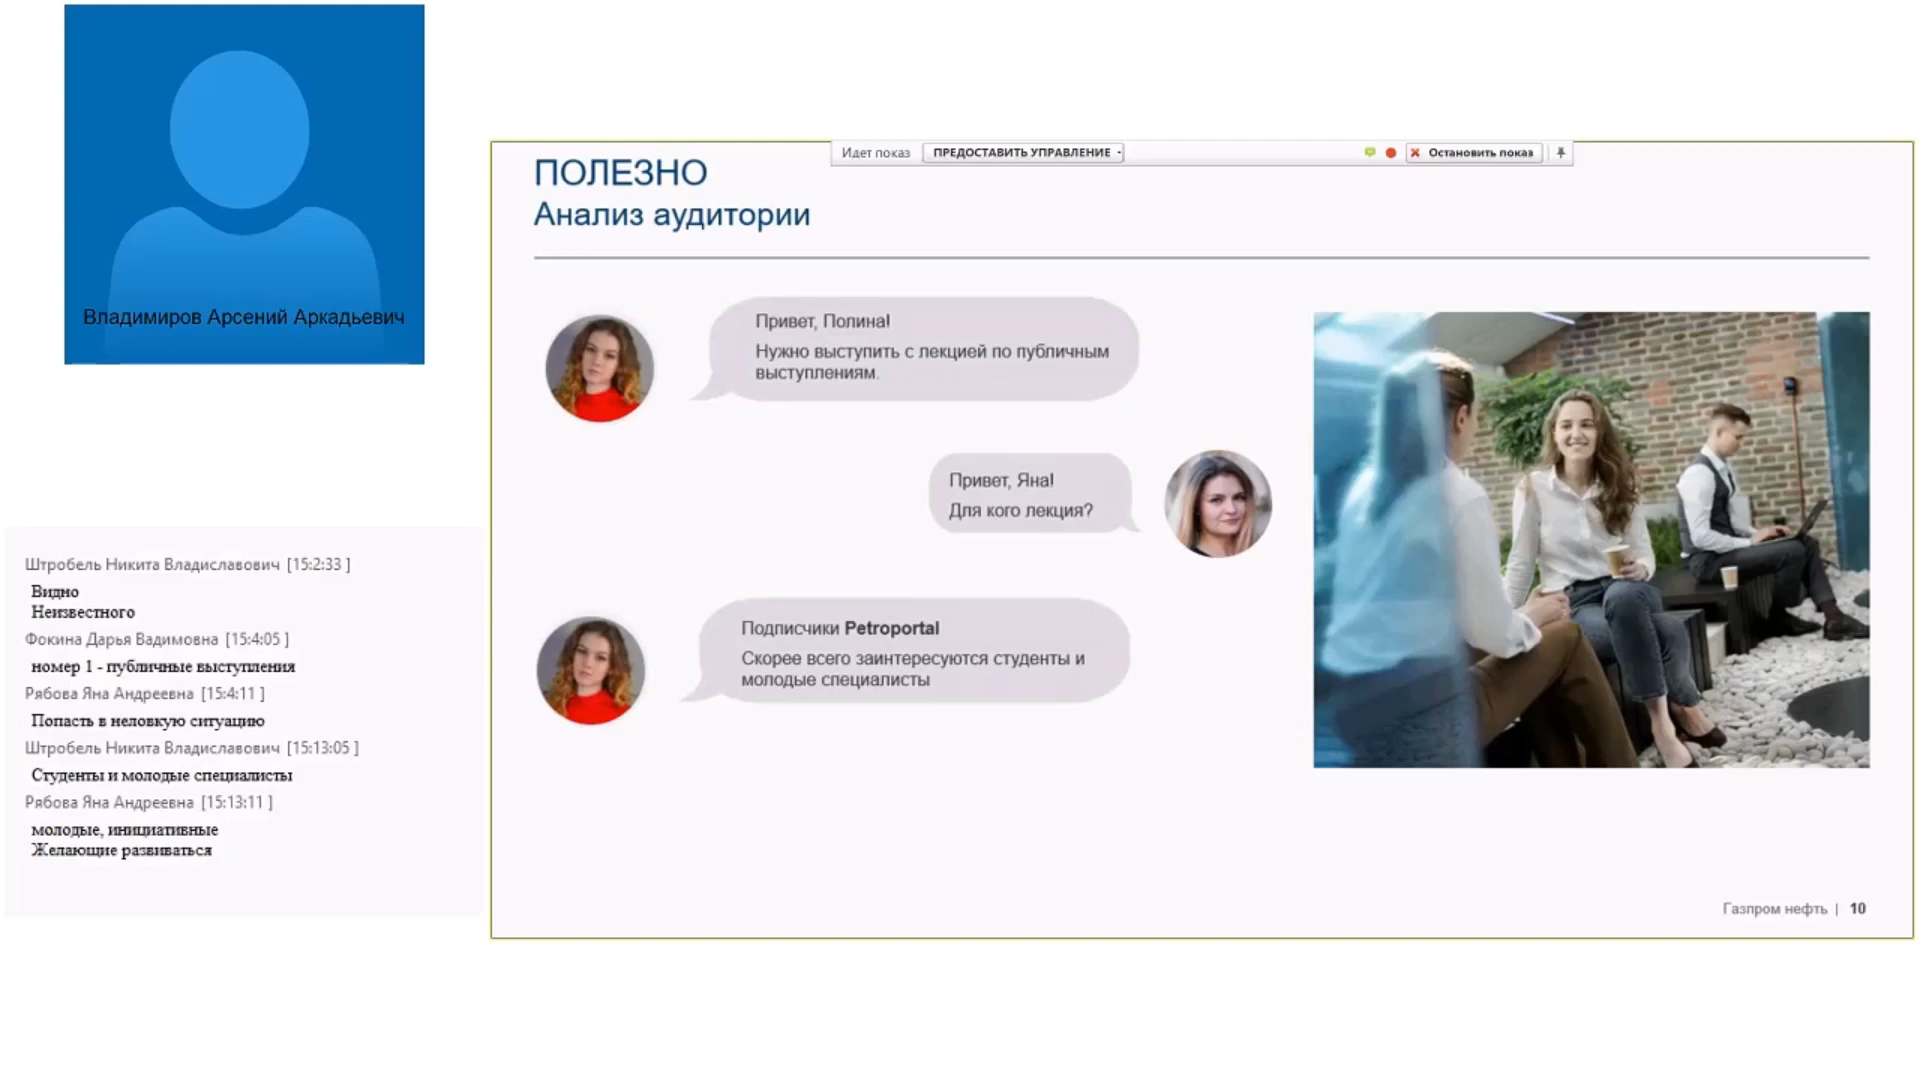 Владимиров Арсений Аркадьевич
Штробель Никита Владиславович [15:2:33 ]
Видно
Неизвестного
Фокина Дарья Вадимовна [15:4:05 ]
номер 1 - публичные выступления
Рябова Яна Андреевна [15:4:11 ]
Попасть в неловкую ситуацию
Штробель Никита Владиславович [15:13:05 ]
Студенты и молодые специалисты
Рябова Яна Андреевна [15:13:11 ]
молодые, инициативные
Желающие развиваться
Идет показ ПРЕДОСТАВИТЬ УПРАВЛЕНИЕ Остановить показ
ПОЛЕЗНО
Анализ аудитории
Привет, Полина!
Нужно выступить с лекцией по публичным
выступлениям.
Привет, Яна!
Для кого лекция?
Подписчики Petroportal
Скорее всего заинтересуются студенты и
молодые специалисты
Газпром нефть | 10